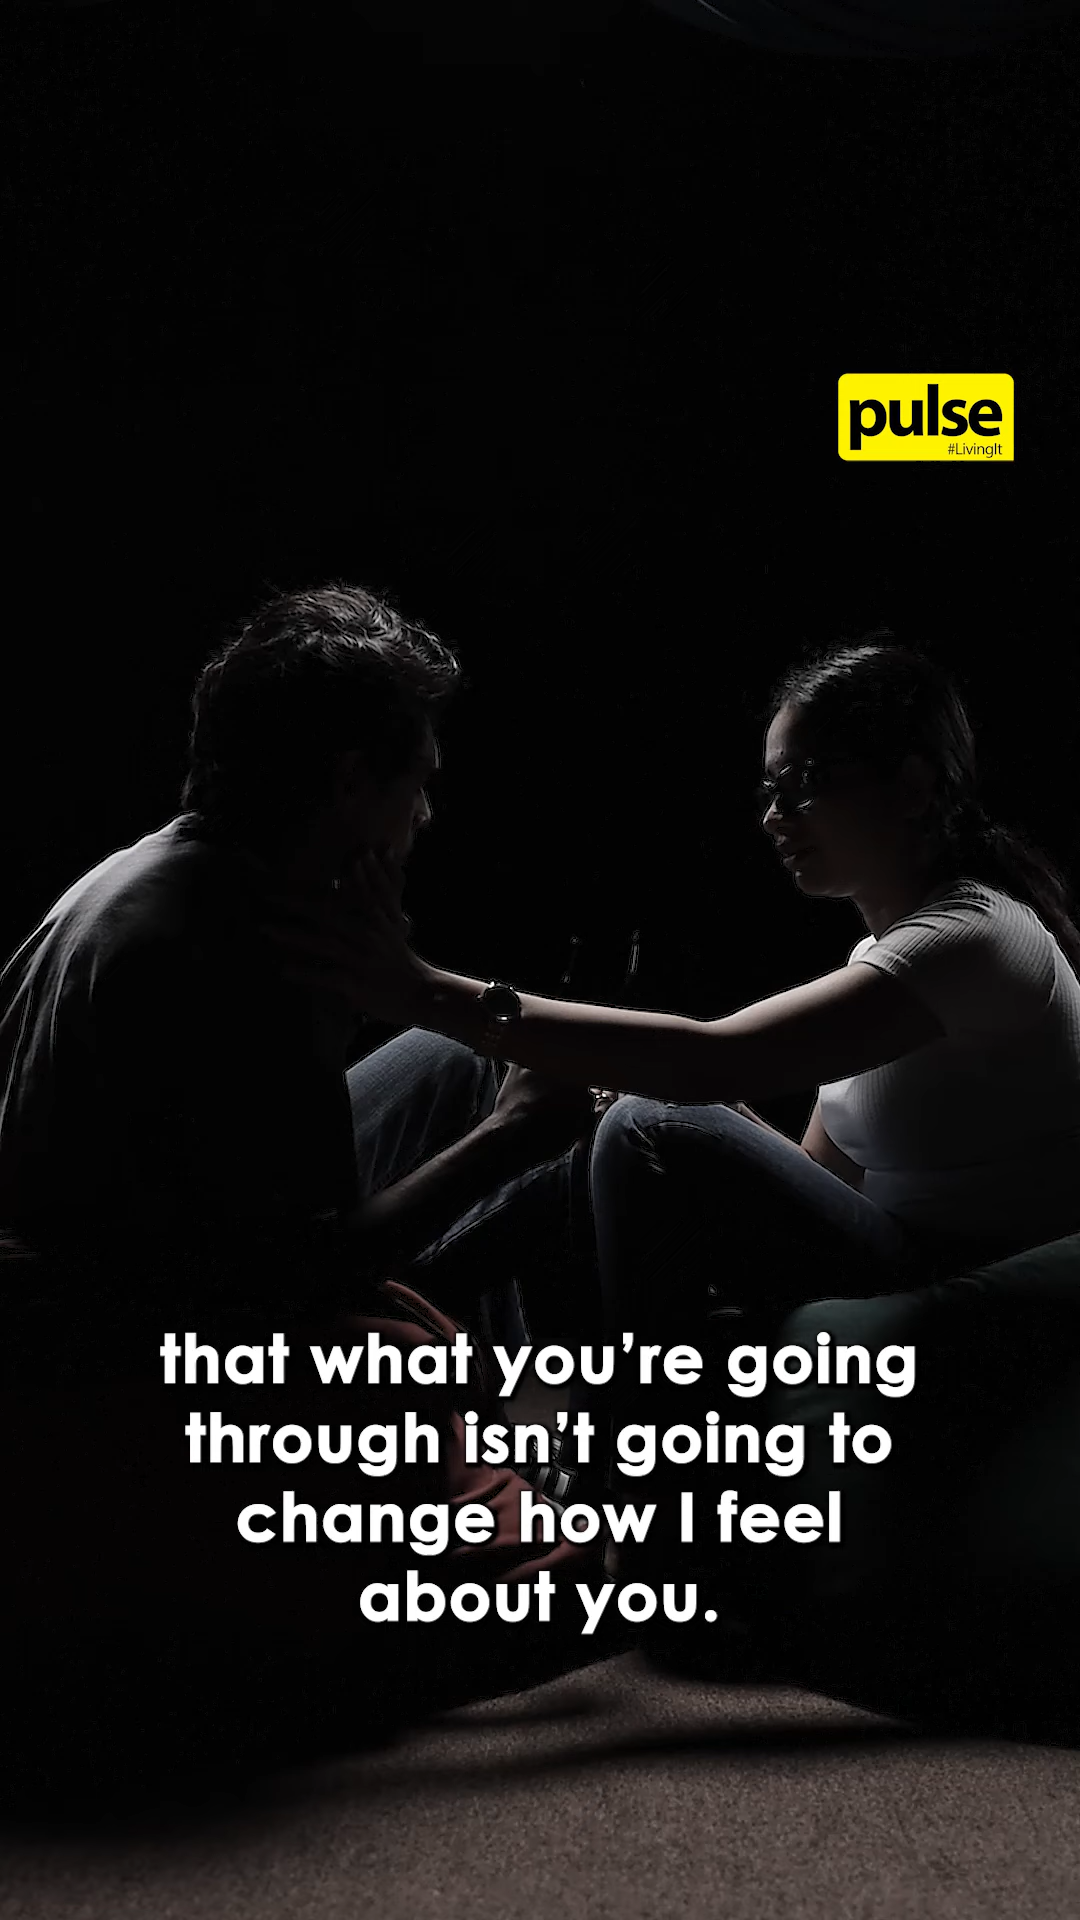 pulse
#LivingIt
that what you’re going
through isn’t going to
change how I feel
about you.